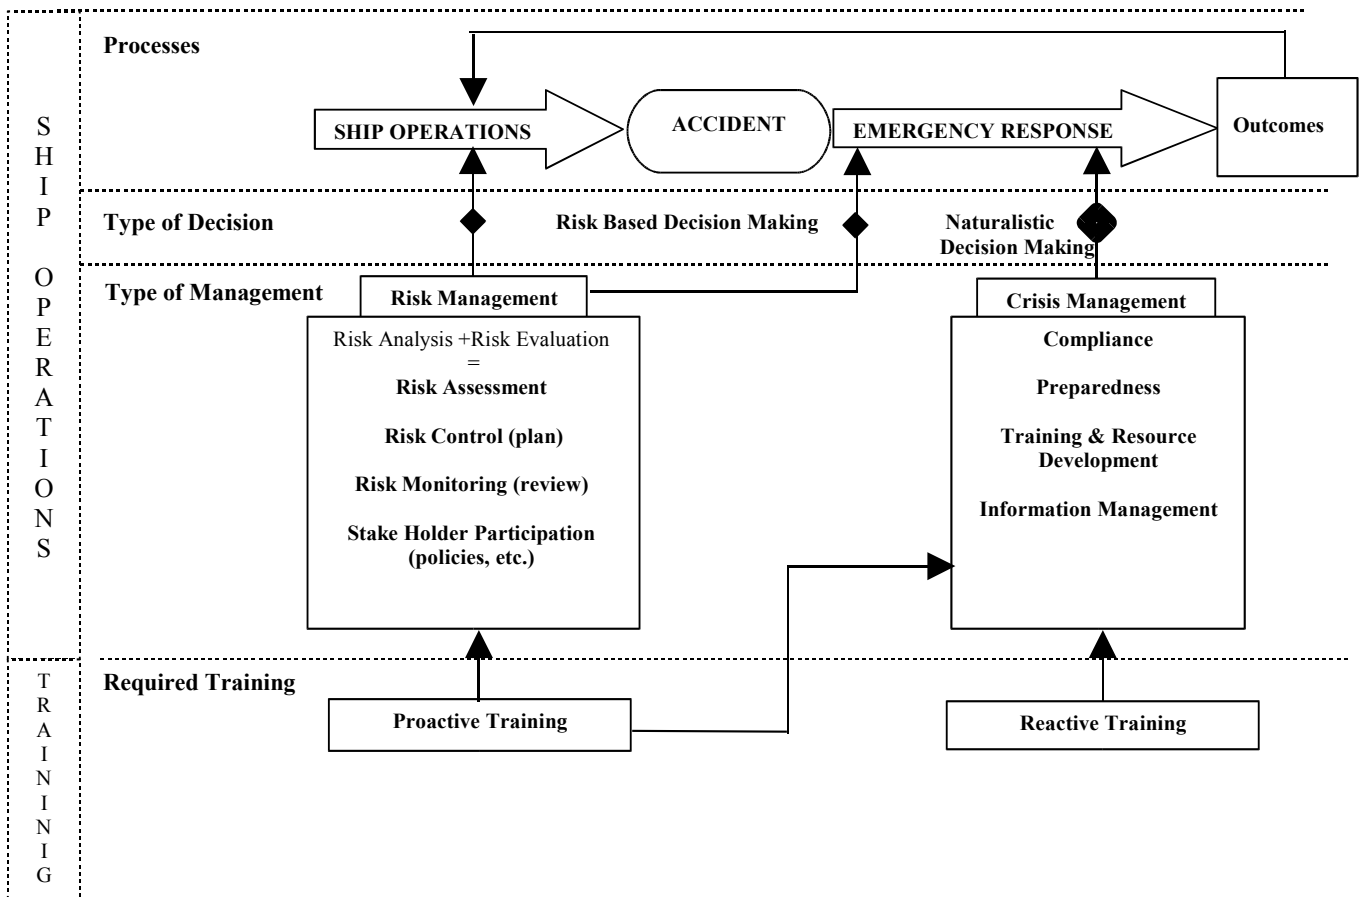 Processes
SHIP OPERATIONS
ACCIDENT
EMERGENCY RESPONSE
Outcomes
Type of Decision
Risk Based Decision Making
Naturalistic
Decision Making
Type of Management
Risk Management
Risk Analysis +Risk Evaluation
=
Risk Assessment
Risk Control (plan)
Risk Monitoring (review)
Stake Holder Participation
(policies, etc.)
Crisis Management
Compliance
Preparedness
Training & Resource
Development
Information Management
Required Training
Proactive Training
Reactive Training
S
H
I
P
O
P
E
R
A
T
I
O
N
S
T
R
A
I
N
I
N
I
G